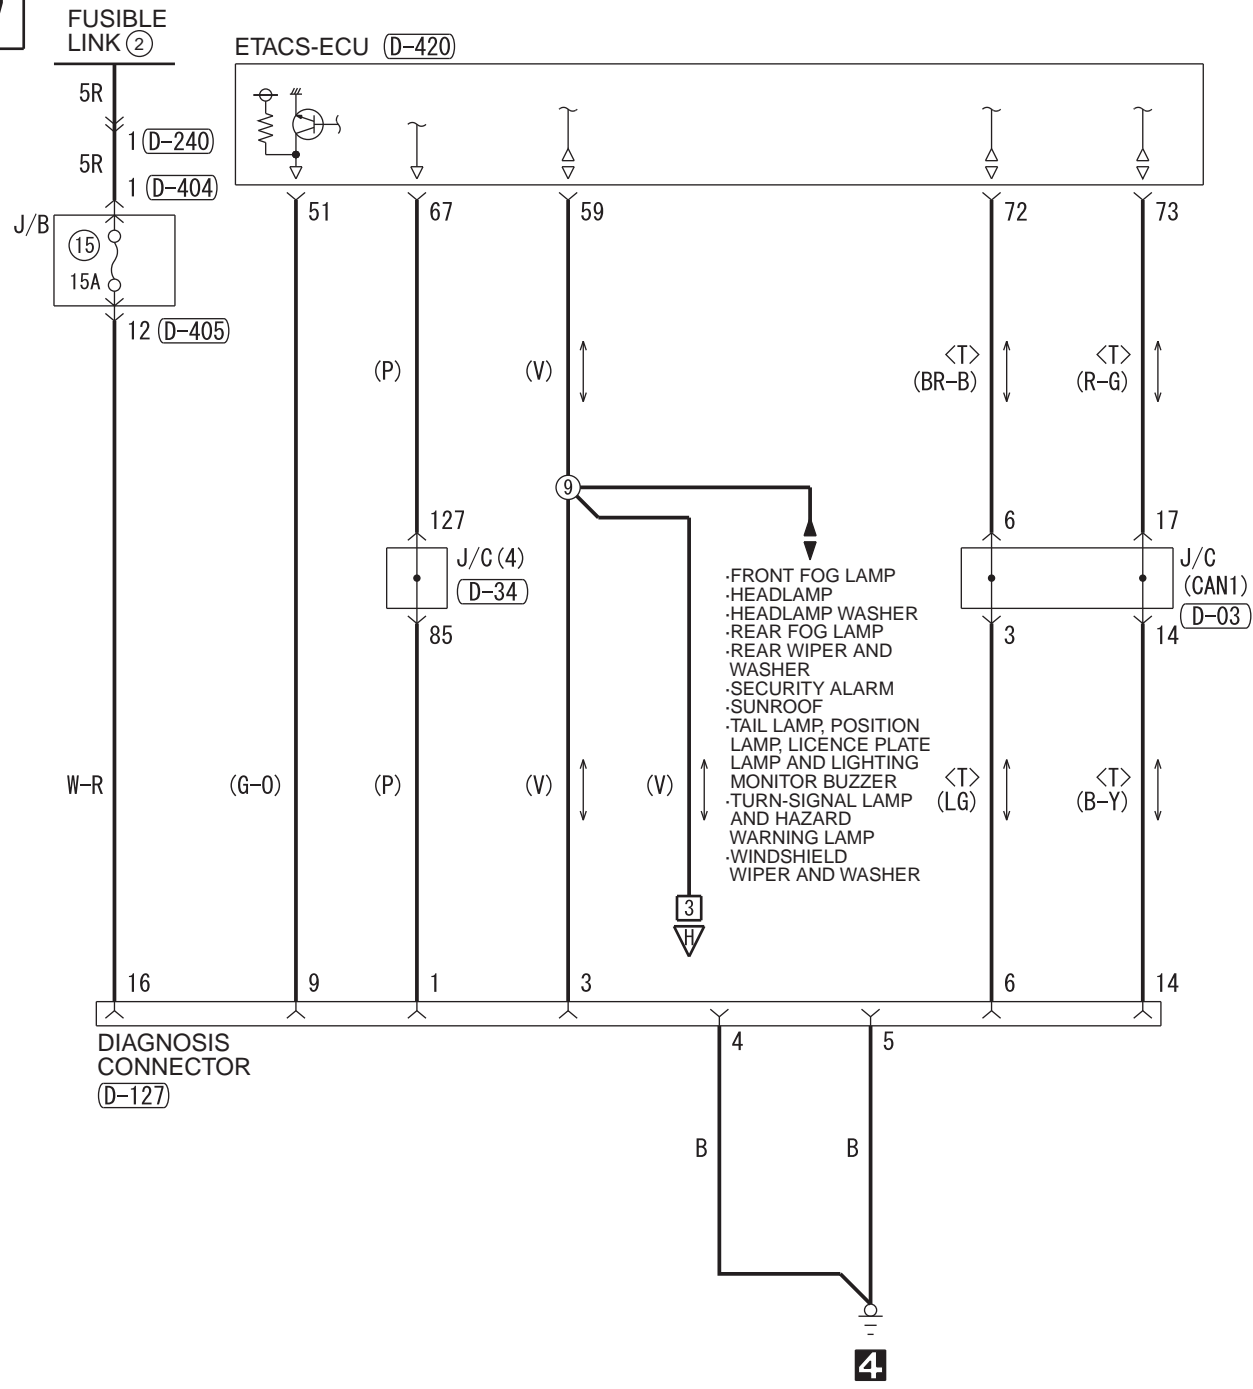 FUSIBLE
LINK ②
ETACS-ECU (D-420)
5R
1 (D-240)
5R
1 (D-404)
J/B
15
15A
12 (D-405)
51
67
59
72
73
(P)
(V)
<T>
(BR-B)
<T>
(R-G)
9
127
J/C (4)
(D-34)
85
6
17
J/C
(CAN1)
(D-03)
3
14
·FRONT FOG LAMP
·HEADLAMP
·HEADLAMP WASHER
·REAR FOG LAMP
·REAR WIPER AND
WASHER
·SECURITY ALARM
·SUNROOF
·TAIL LAMP, POSITION
LAMP, LICENCE PLATE
LAMP AND LIGHTING
MONITOR BUZZER
·TURN-SIGNAL LAMP
AND HAZARD
WARNING LAMP
·WINDSHIELD
WIPER AND WASHER
W-R
(G-O)
(P)
(V)
(V)
<T>
(LG)
<T>
(B-Y)
3
H
16
9
1
3
6
14
DIAGNOSIS
CONNECTOR
(D-127)
4
5
B
B
4